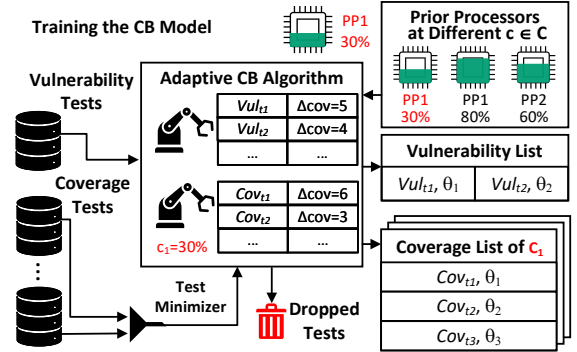 Training the CB Model
PP1
30%
Prior Processors
at Different c ∈ C
PP1
30%
PP1
80%
PP2
60%
Vulnerability
Tests
Adaptive CB Algorithm
Vul_t1 Δcov=5
Vul_t2 Δcov=4
... ...
Cov_t1 Δcov=6
Cov_t2 Δcov=3
... ...
c₁=30%
Coverage
Tests
Vulnerability List
Vul_t1, θ₁ Vul_t2, θ₂
Coverage List of C₁
Cov_t1, θ₁
Cov_t2, θ₂
Cov_t3, θ₃
Test
Minimizer
Dropped
Tests